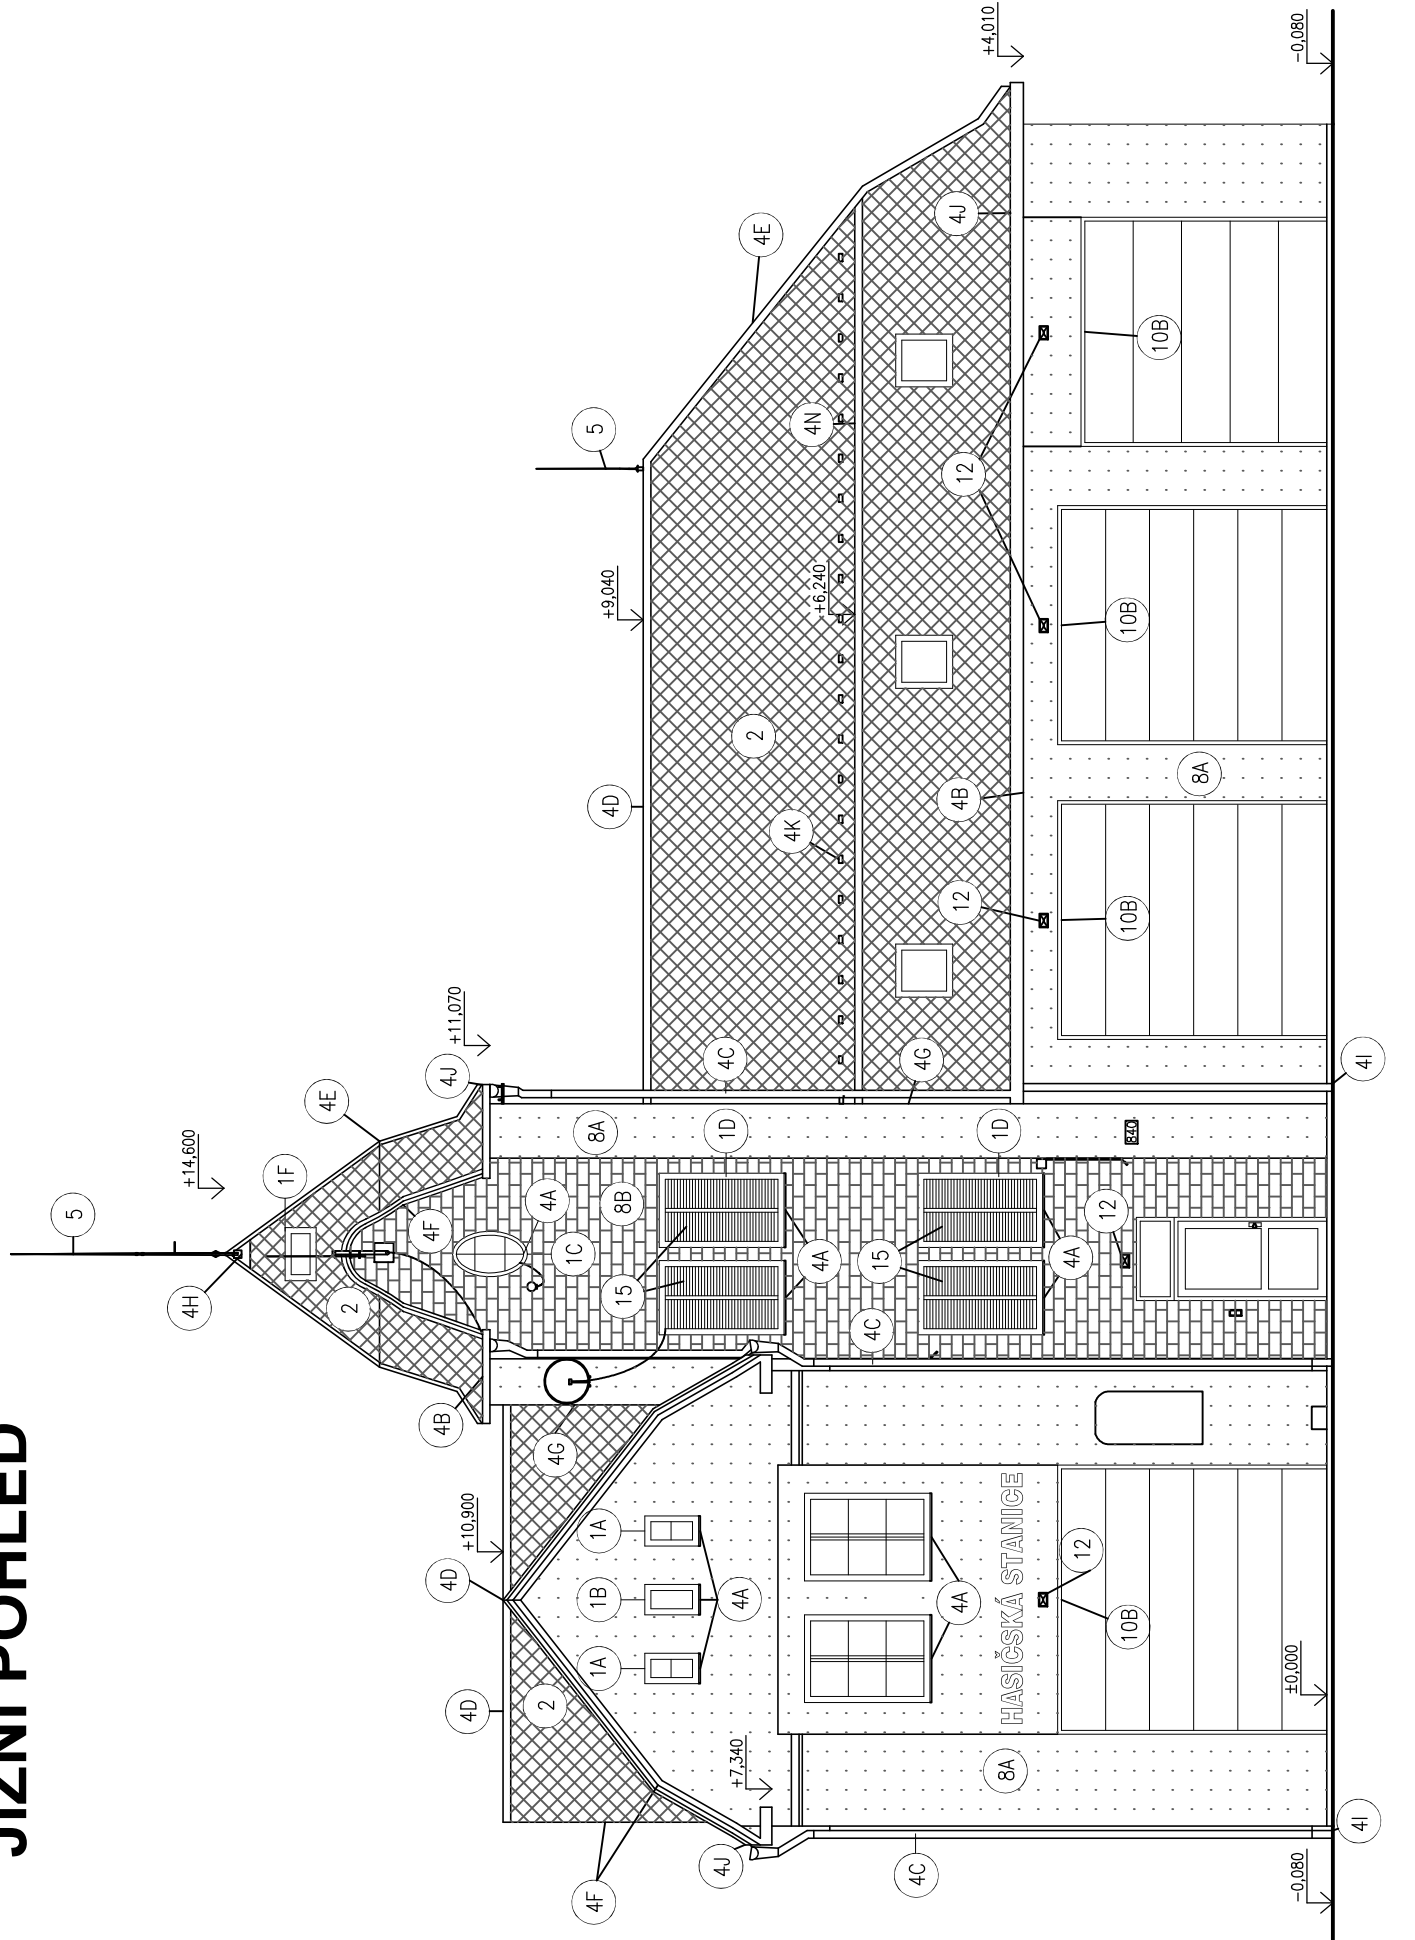 JIŽNÍ POHLED
5
+14,600
1F
4H
2
4E
4J
+11,070
4F
4A
4B
4G
1C
8A
8B
1D
1D
15
15
4A
4A
4C
4C
4G
12
840
4D
+10,900
4D
2
1A
1B
1A
4A
4A
4F
+7,340
4J
4C
HASIČSKÁ STANICE
12
10B
8A
±0,000
-0,080
4I
4I
5
4E
+9,040
4D
2
4N
+6,240
4K
4J
+4,010
4B
12
12
10B
10B
10B
8A
-0,080